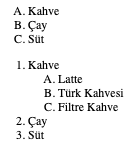 A. Kahve
B. Çay
C. Süt
1. Kahve
A. Latte
B. Türk Kahvesi
C. Filtre Kahve
2. Çay
3. Süt